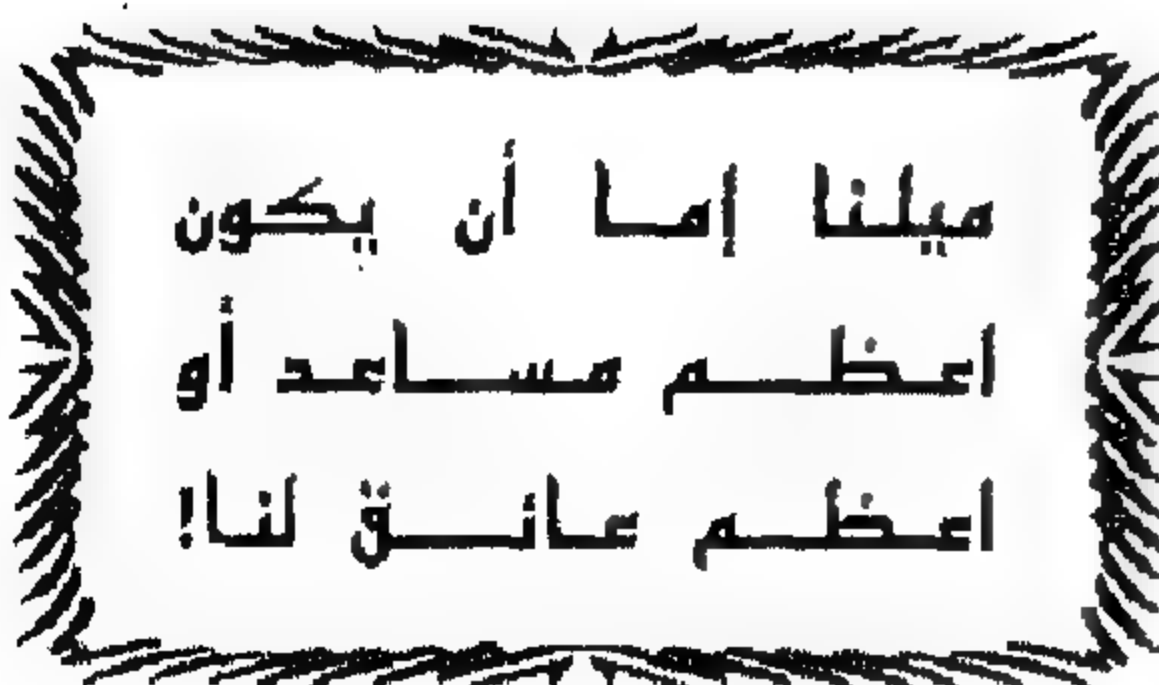 ميلنا إما أن يكون
اعظم مساعد أو
اعظم عائق لنا!